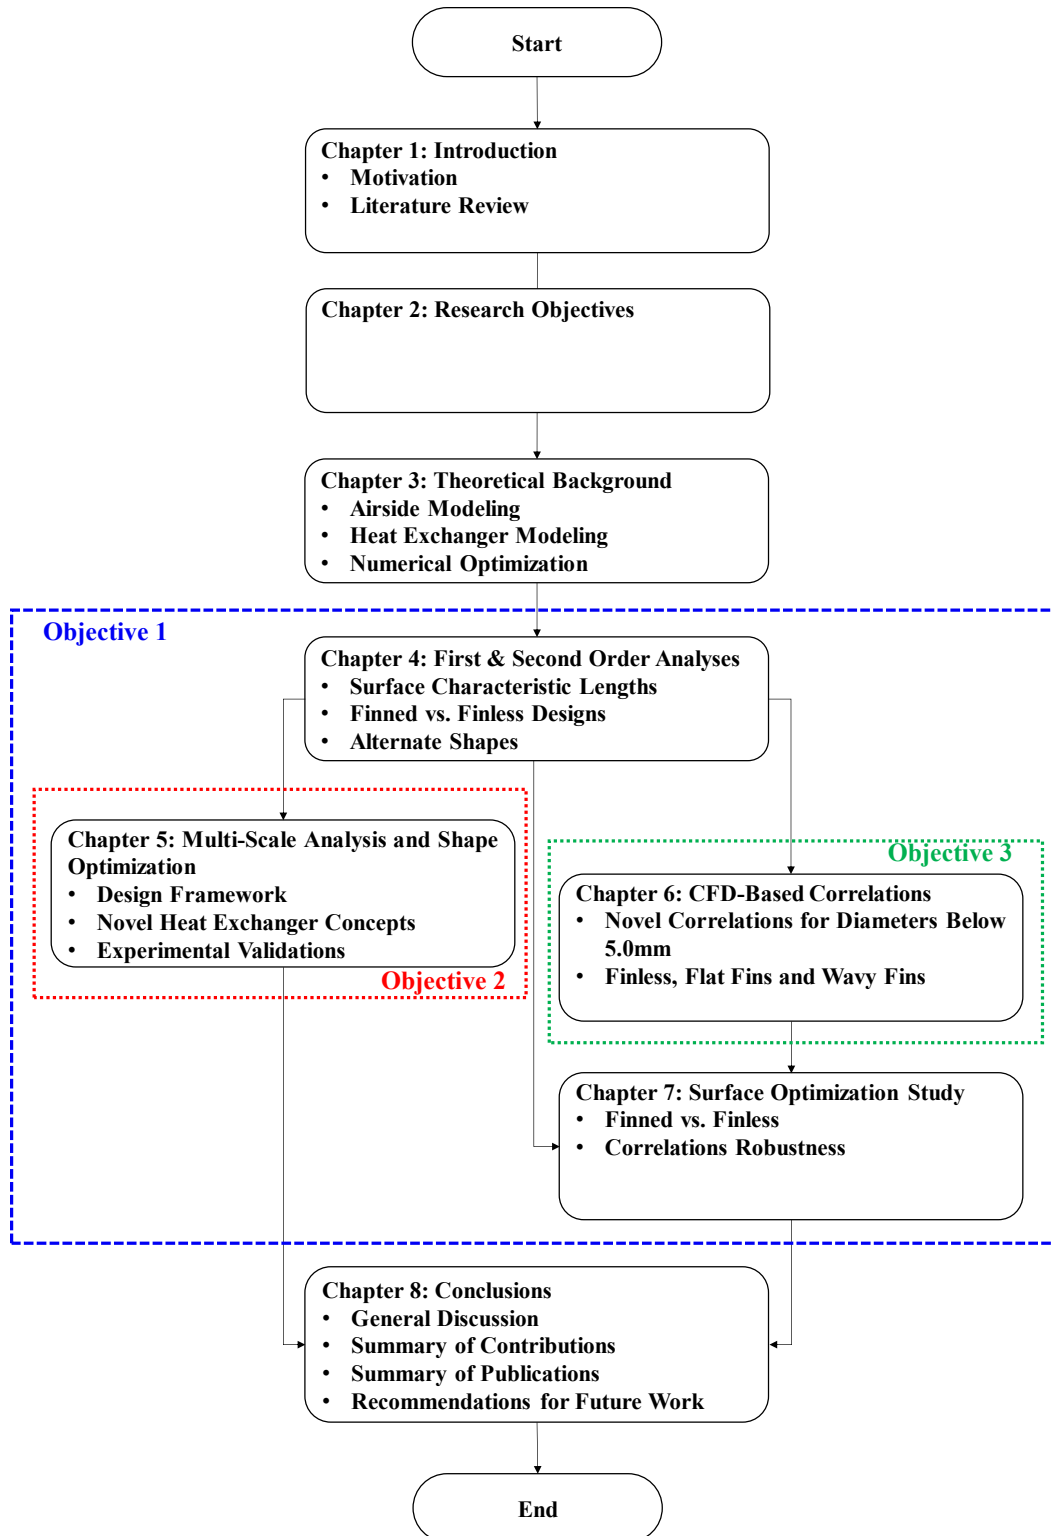 Start
Chapter 1: Introduction
• Motivation
• Literature Review
Chapter 2: Research Objectives
Chapter 3: Theoretical Background
• Airside Modeling
• Heat Exchanger Modeling
• Numerical Optimization
Objective 1
Chapter 4: First & Second Order Analyses
• Surface Characteristic Lengths
• Finned vs. Finless Designs
• Alternate Shapes
Chapter 5: Multi-Scale Analysis and Shape
Optimization
• Design Framework
• Novel Heat Exchanger Concepts
• Experimental Validations
Objective 2
Objective 3
Chapter 6: CFD-Based Correlations
• Novel Correlations for Diameters Below
5.0mm
• Finless, Flat Fins and Wavy Fins
Chapter 7: Surface Optimization Study
• Finned vs. Finless
• Correlations Robustness
Chapter 8: Conclusions
• General Discussion
• Summary of Contributions
• Summary of Publications
• Recommendations for Future Work
End